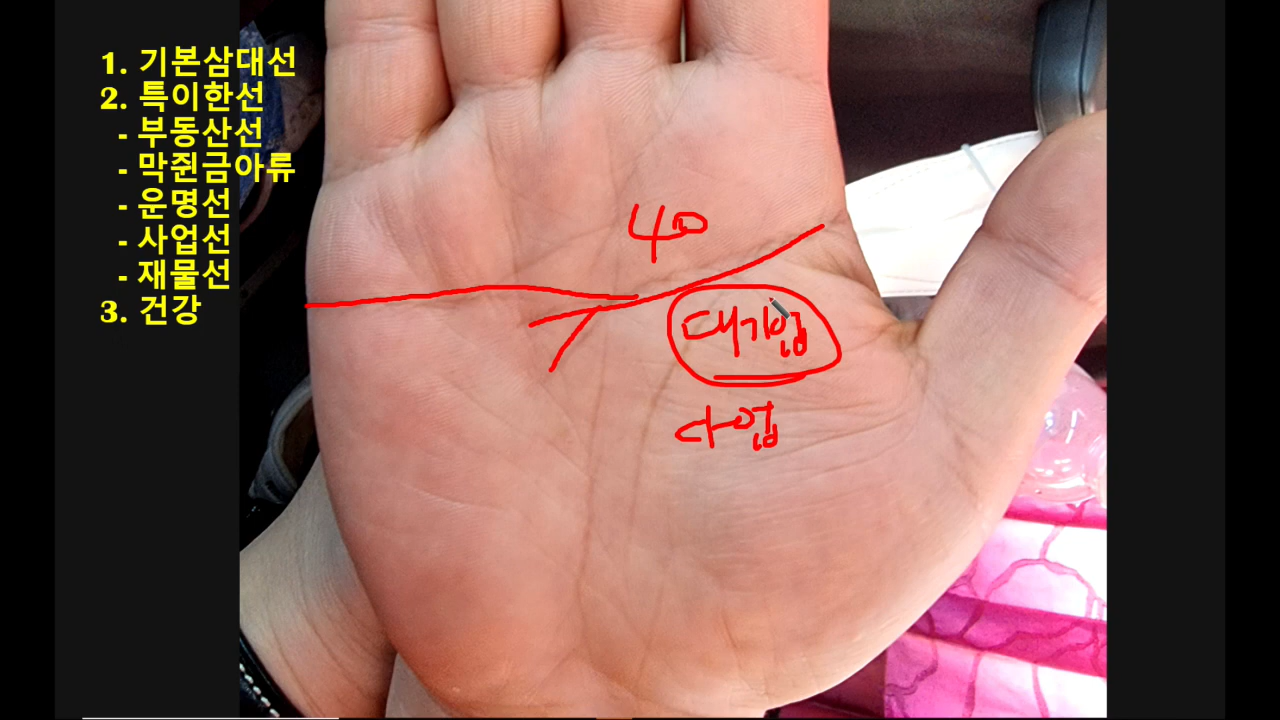 1. 기본삼대선
2. 특이한선
- 부동산선
- 막쥔금아류
- 운명선
- 사업선
- 재물선
3. 건강
40
대기업
사업